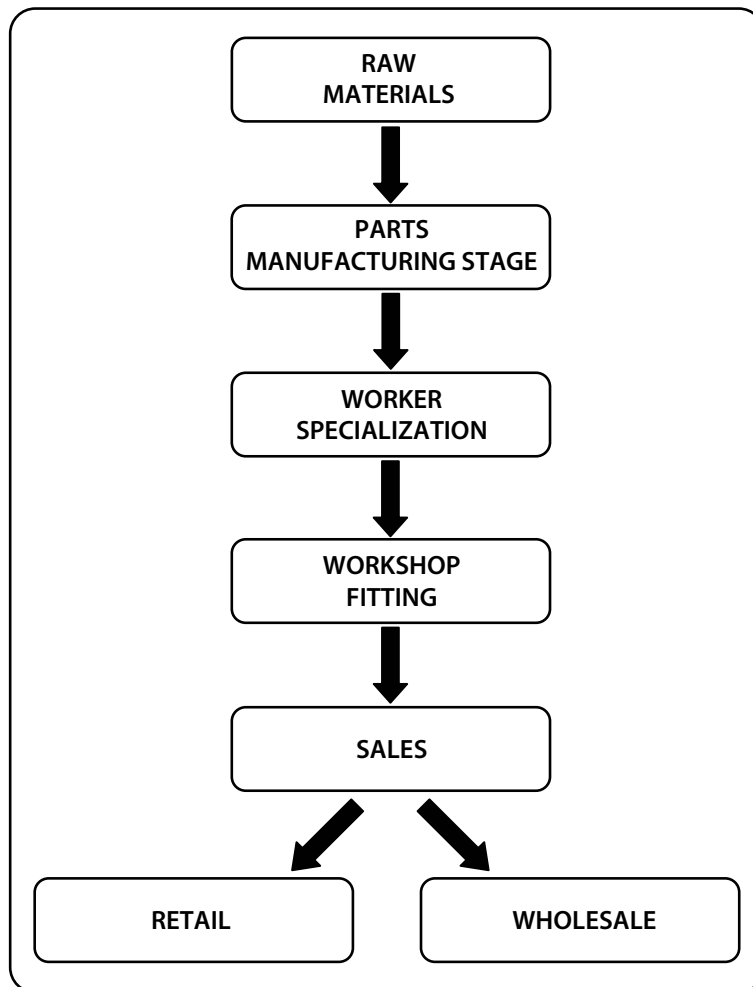 RAW
MATERIALS
PARTS
MANUFACTURING STAGE
WORKER
SPECIALIZATION
WORKSHOP
FITTING
SALES
RETAIL
WHOLESALE